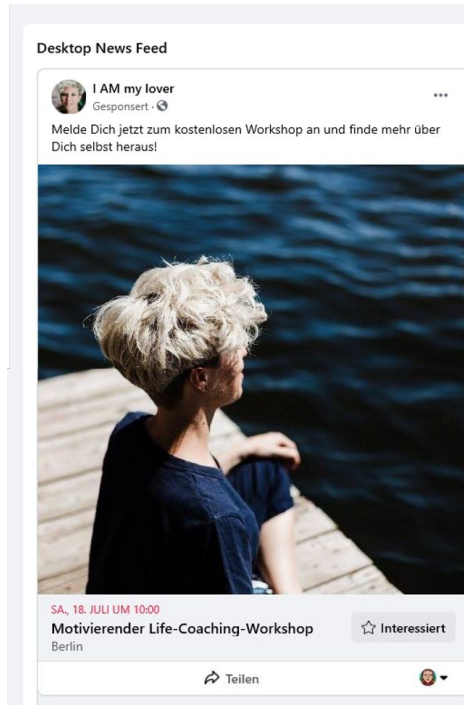 Desktop News Feed
I AM my lover
Gesponsert ·
Melde Dich jetzt zum kostenlosen Workshop an und finde mehr über
Dich selbst heraus!
SA., 18. JULI UM 10:00
Motivierender Life-Coaching-Workshop
Interessiert
Berlin
Teilen